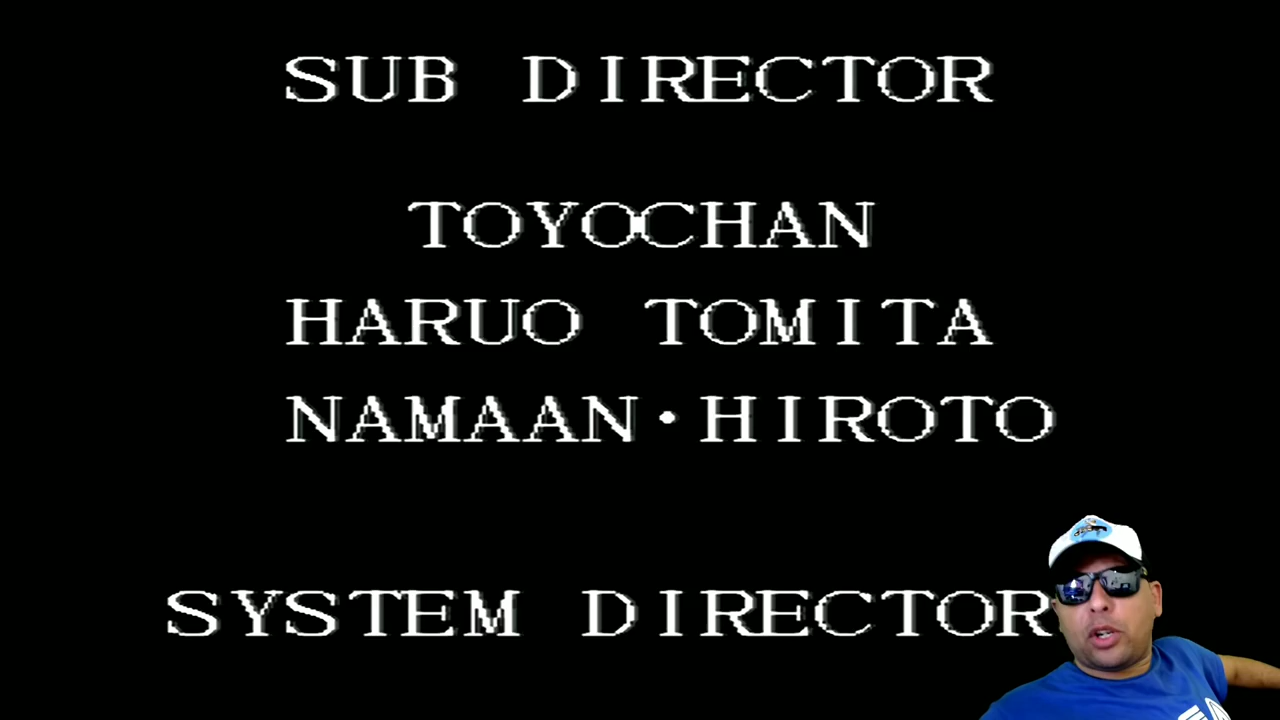 SUB DIRECTOR
TOYOCHAN
HARUO TOMITA
NAMAAN・HIROTO
SYSTEM DIRECTOR